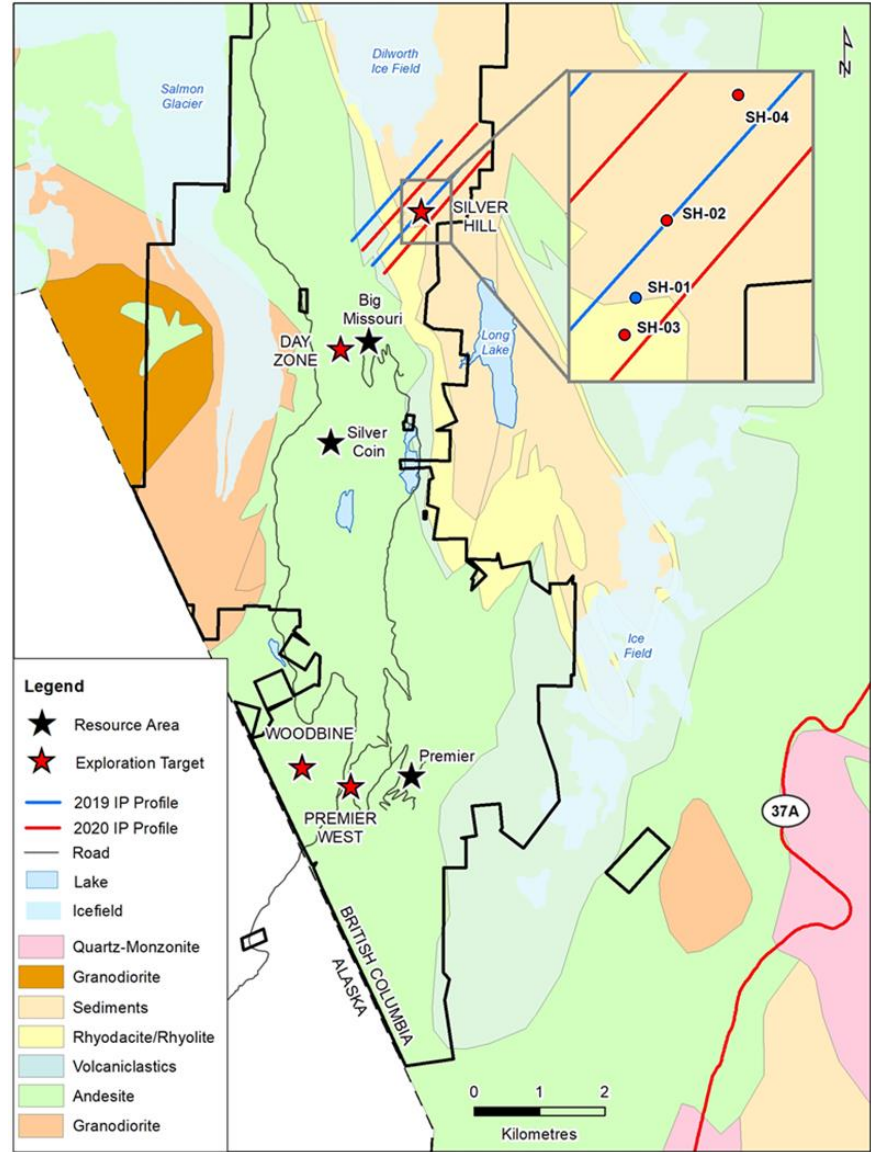 Salmon
Glacier
Dilworth
Ice Field
N
SH-04
SH-02
SH-01
SH-03
SILVER
HILL
Big
Missouri
DAY
ZONE
Long
Lake
Silver
Coin
Ice
Field
WOODBINE
Premier
PREMIER
WEST
37A
BRITISH COLUMBIA
ALASKA
Legend
Resource Area
Exploration Target
2019 IP Profile
2020 IP Profile
Road
Lake
Icefield
Quartz-Monzonite
Granodiorite
Sediments
Rhyodacite/Rhyolite
Volcaniclastics
Andesite
Granodiorite
0 1 2
Kilometres